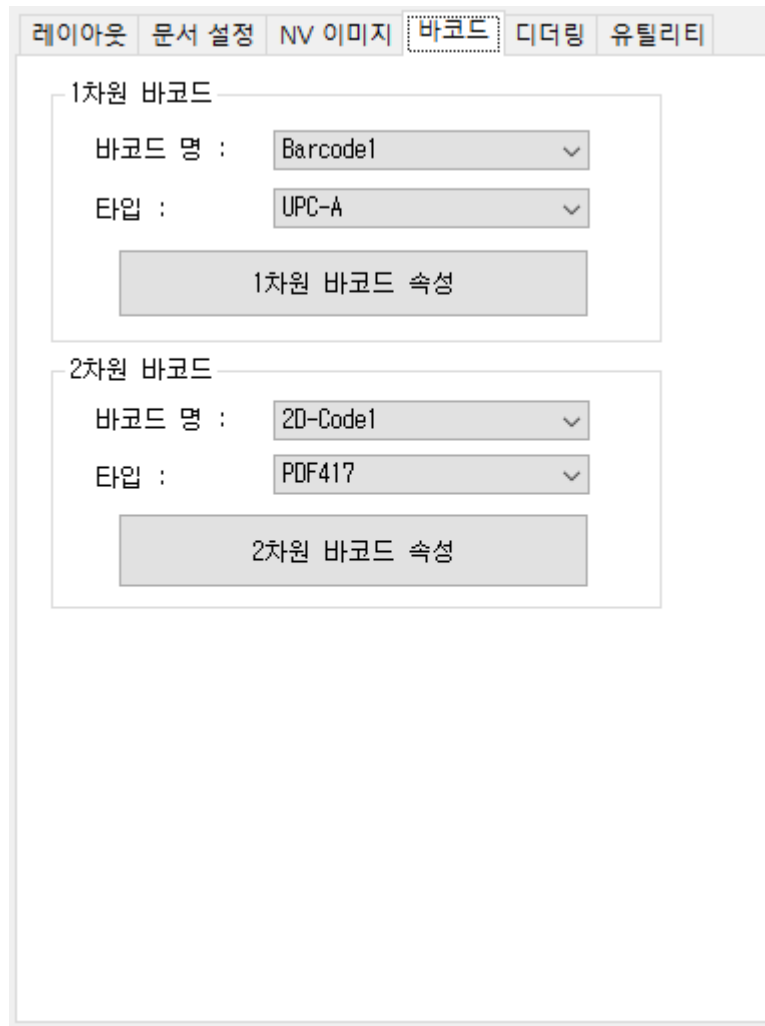 레이아웃 문서 설정 NV 이미지 바코드 디더링 유틸리티
1차원 바코드
바코드 명 : Barcode1
타입 : UPC-A
1차원 바코드 속성
2차원 바코드
바코드 명 : 2D-Code1
타입 : PDF417
2차원 바코드 속성